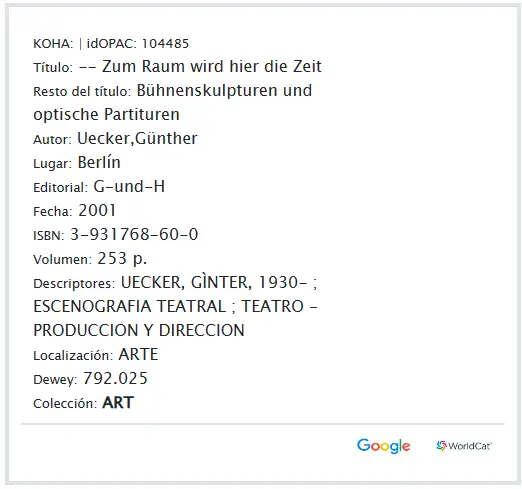 KOHA: | idOPAC: 104485
Título: -- Zum Raum wird hier die Zeit
Resto del título: Bühnenskulpturen und
optische Partituren
Autor: Uecker,Günther
Lugar: Berlín
Editorial: G-und-H
Fecha: 2001
ISBN: 3-931768-60-0
Volumen: 253 p.
Descriptores: UECKER, GÌNTER, 1930- ;
ESCENOGRAFIA TEATRAL ; TEATRO -
PRODUCCION Y DIRECCION
Localización: ARTE
Dewey: 792.025
Colección: ART
Google WorldCat